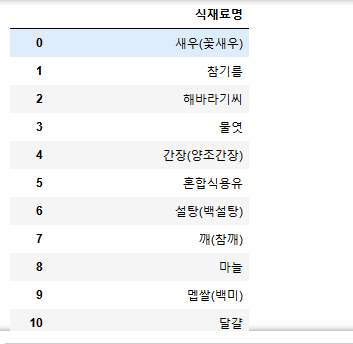 식재료명
0 새우(꽃새우)
1 참기름
2 해바라기씨
3 물엿
4 간장(양조간장)
5 혼합식용유
6 설탕(백설탕)
7 깨(참깨)
8 마늘
9 멥쌀(백미)
10 달걀